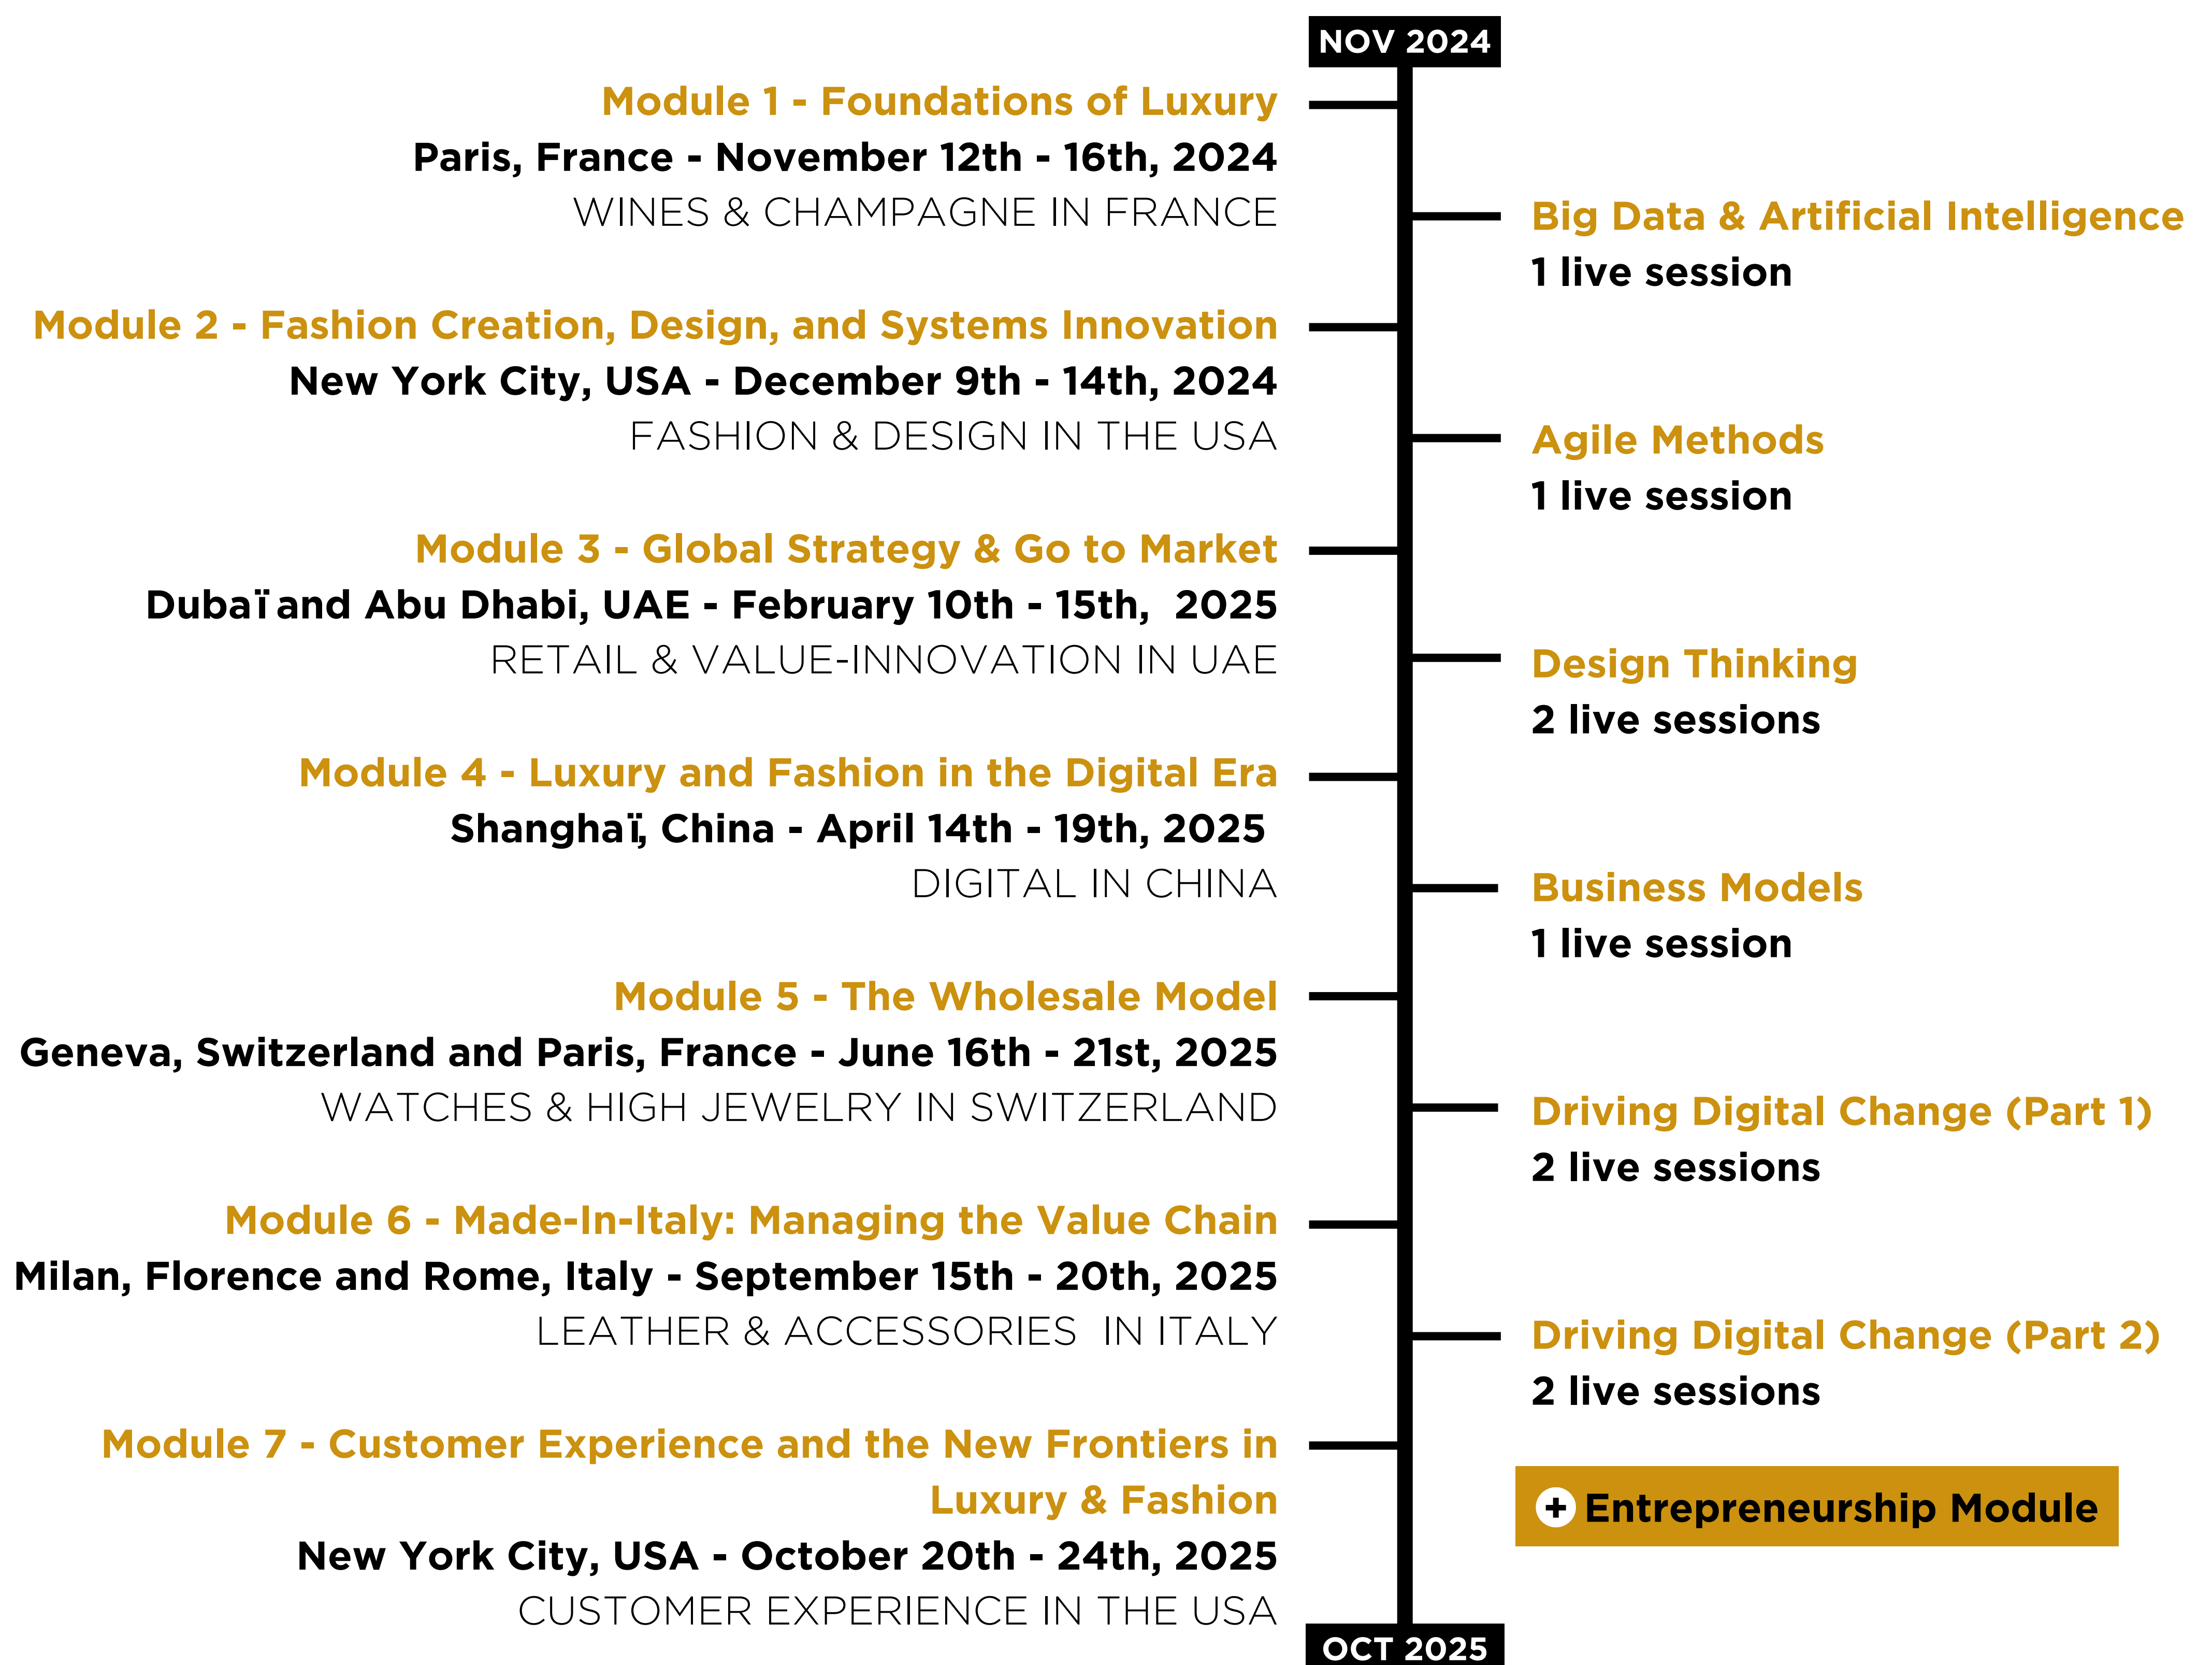 NOV 2024
Module 1 - Foundations of Luxury
Paris, France - November 12th - 16th, 2024
WINES & CHAMPAGNE IN FRANCE
Big Data & Artificial Intelligence
1 live session
Module 2 - Fashion Creation, Design, and Systems Innovation
New York City, USA - December 9th - 14th, 2024
FASHION & DESIGN IN THE USA
Agile Methods
1 live session
Module 3 - Global Strategy & Go to Market
Dubaï and Abu Dhabi, UAE - February 10th - 15th, 2025
RETAIL & VALUE-INNOVATION IN UAE
Design Thinking
2 live sessions
Module 4 - Luxury and Fashion in the Digital Era
Shanghaï, China - April 14th - 19th, 2025
DIGITAL IN CHINA
Business Models
1 live session
Module 5 - The Wholesale Model
Geneva, Switzerland and Paris, France - June 16th - 21st, 2025
WATCHES & HIGH JEWELRY IN SWITZERLAND
Driving Digital Change (Part 1)
2 live sessions
Module 6 - Made-In-Italy: Managing the Value Chain
Milan, Florence and Rome, Italy - September 15th - 20th, 2025
LEATHER & ACCESSORIES IN ITALY
Driving Digital Change (Part 2)
2 live sessions
Module 7 - Customer Experience and the New Frontiers in
Luxury & Fashion
New York City, USA - October 20th - 24th, 2025
CUSTOMER EXPERIENCE IN THE USA
+ Entrepreneurship Module
OCT 2025